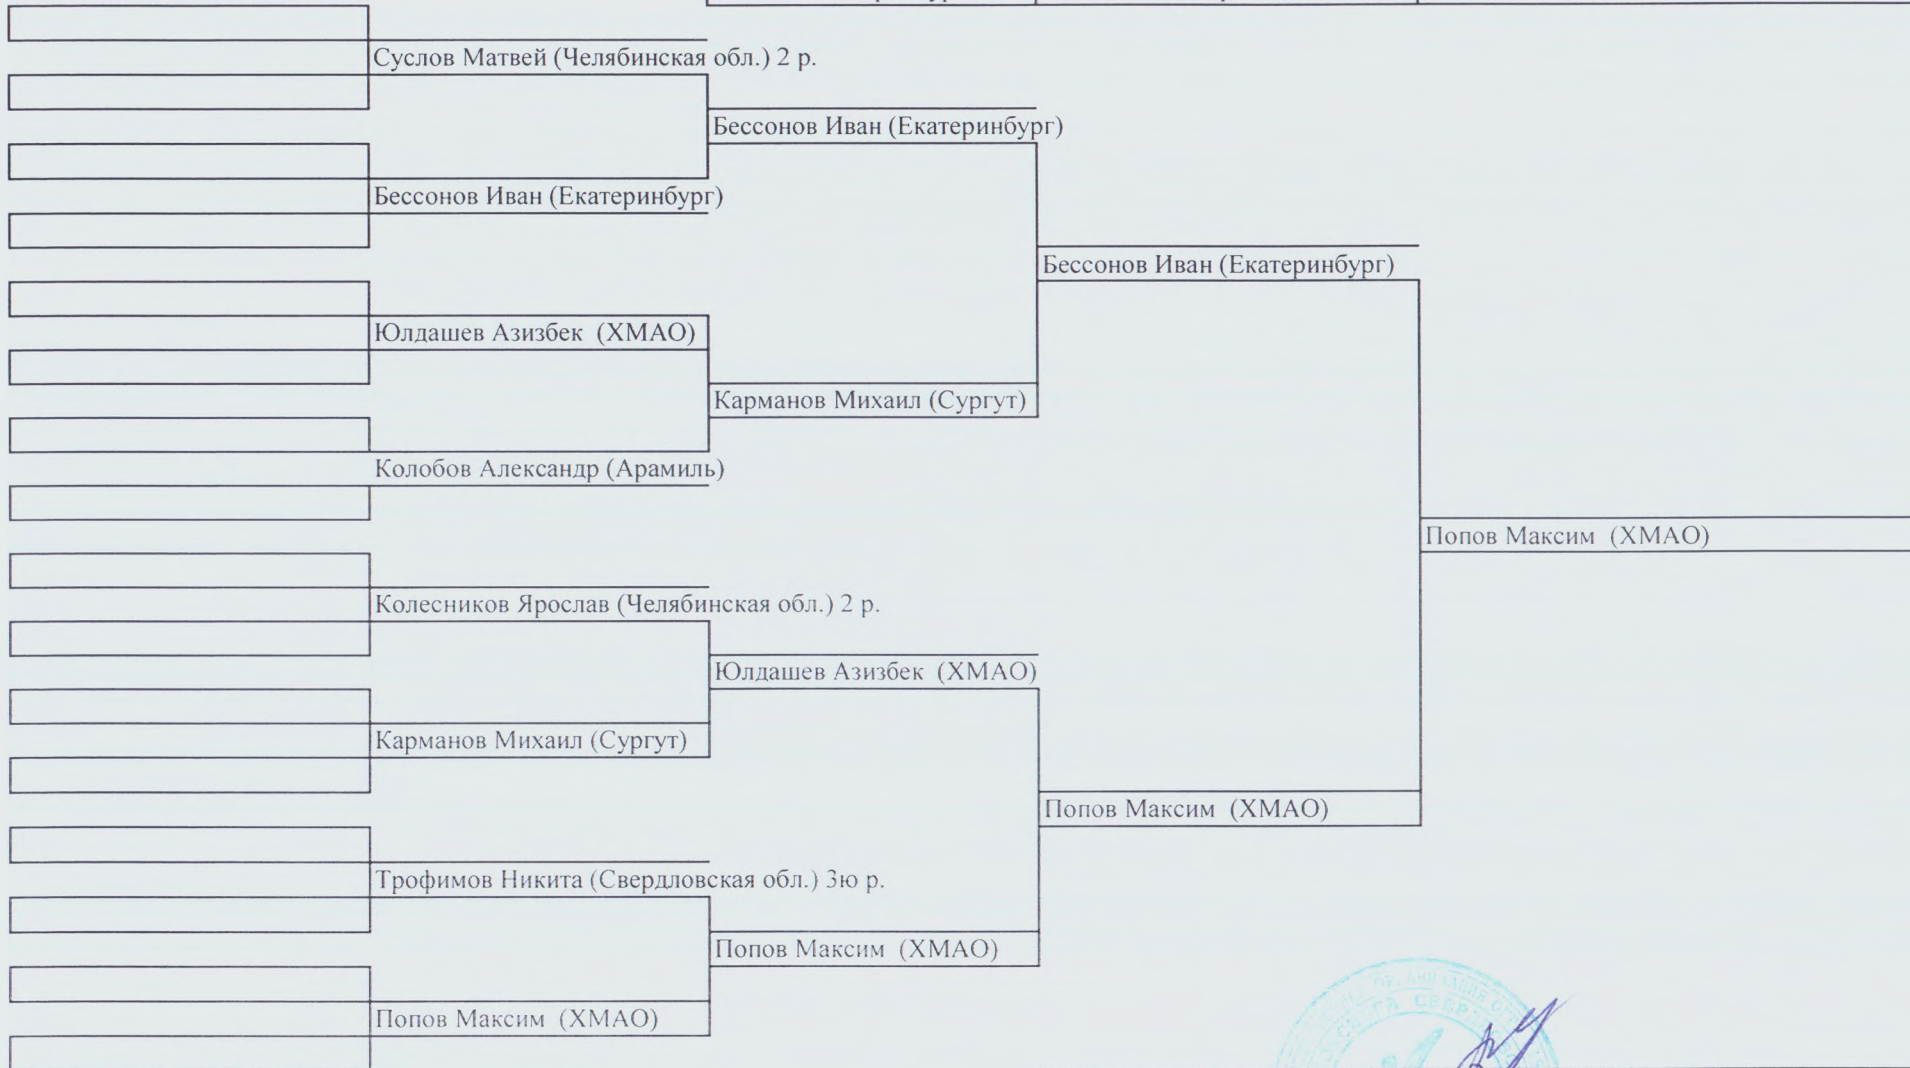 Суслов Матвей (Челябинская обл.) 2 р.
Бессонов Иван (Екатеринбург)
Бессонов Иван (Екатеринбург)
Бессонов Иван (Екатеринбург)
Юлдашев Азизбек (ХМАО)
Карманов Михаил (Сургут)
Колобов Александр (Арамиль)
Попов Максим (ХМАО)
Колесников Ярослав (Челябинская обл.) 2 р.
Юлдашев Азизбек (ХМАО)
Карманов Михаил (Сургут)
Попов Максим (ХМАО)
Трофимов Никита (Свердловская обл.) 3ю р.
Попов Максим (ХМАО)
Попов Максим (ХМАО)